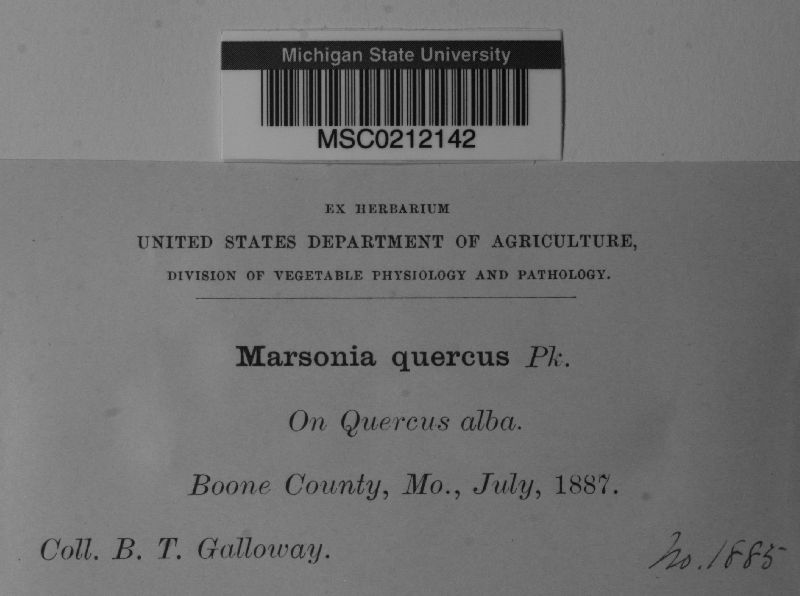 Michigan State University
MSC0212142
EX HERBARIUM
UNITED STATES DEPARTMENT OF AGRICULTURE,
DIVISION OF VEGETABLE PHYSIOLOGY AND PATHOLOGY.
Marsonia quercus Pk.
On Quercus alba.
Boone County, Mo., July, 1887.
Coll. B. T. Galloway.
No. 1885